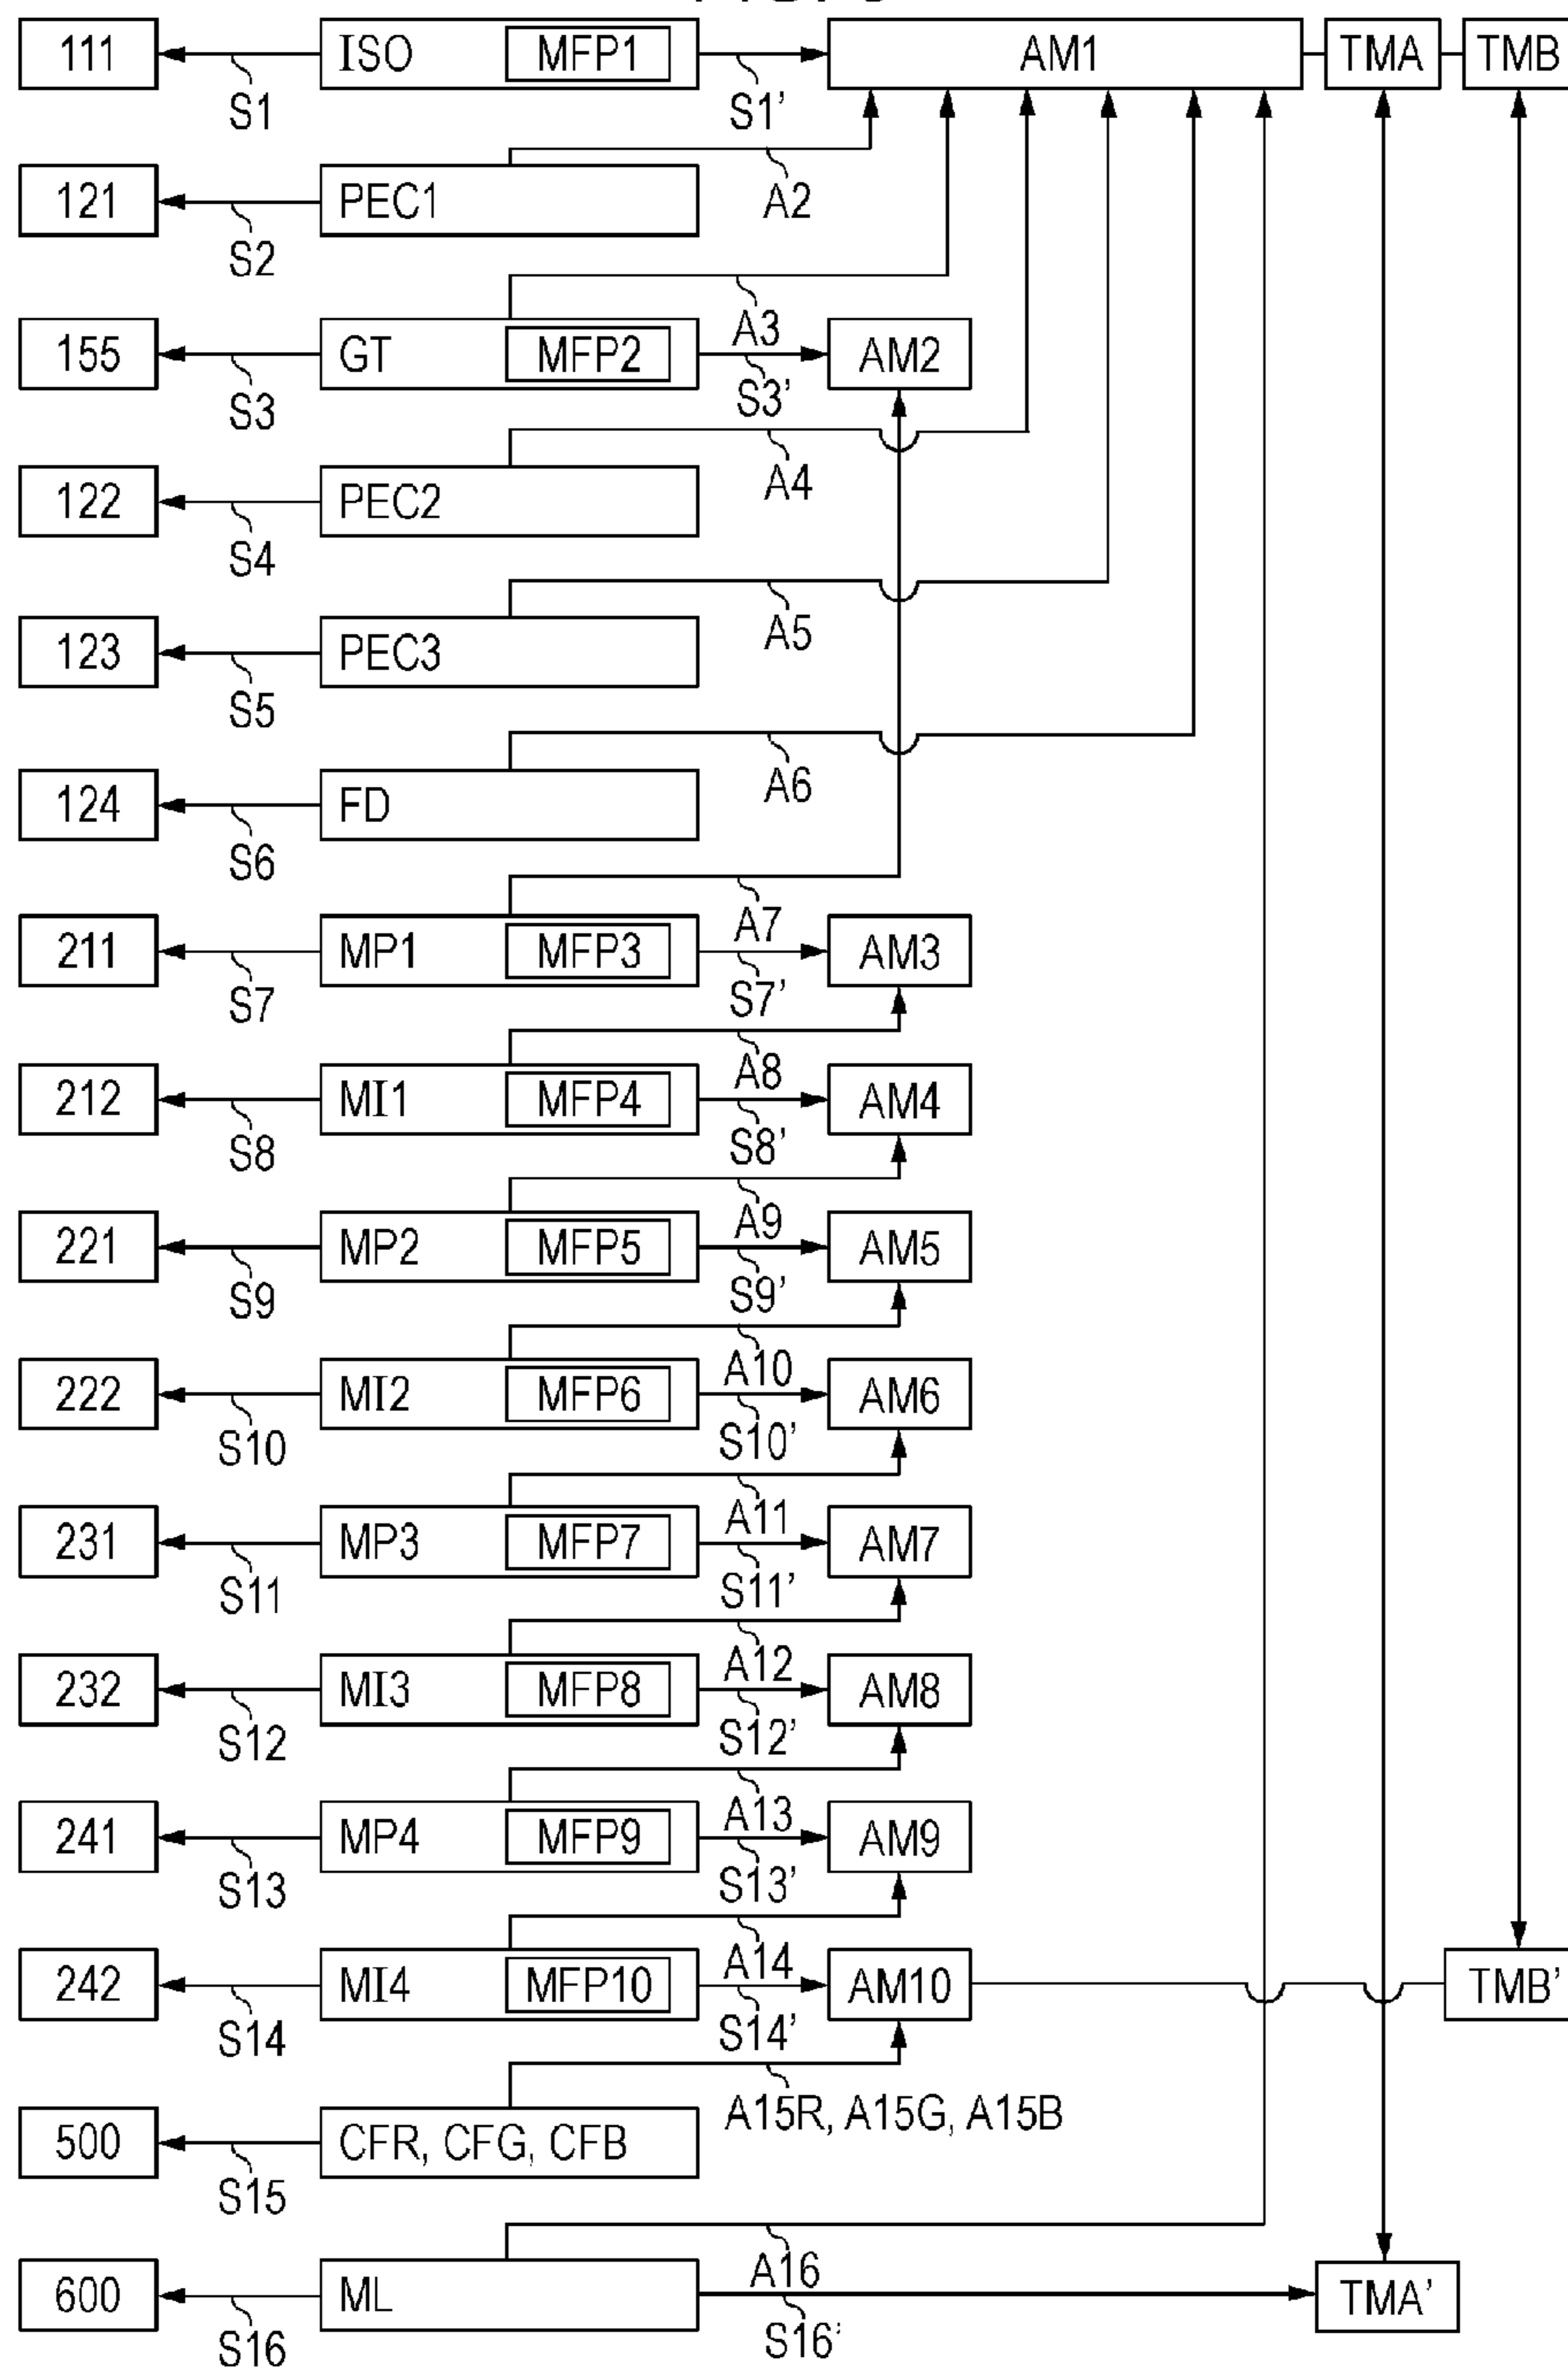 111 ISO MFP1 AM1 TMA TMB
S1 S1'
121 PEC1 A2
S2
A3
155 GT MFP2 AM2
S3 S3'
122 PEC2 A4
S4
123 PEC3 A5
S5
124 FD A6
S6
A7
211 MP1 MFP3 AM3
S7 S7'
A8
212 MI1 MFP4 AM4
S8 S8'
A9
221 MP2 MFP5 AM5
S9 S9'
A10
222 MI2 MFP6 AM6
S10 S10'
A11
231 MP3 MFP7 AM7
S11 S11'
A12
232 MI3 MFP8 AM8
S12 S12'
A13
241 MP4 MFP9 AM9
S13 S13'
A14
242 MI4 MFP10 AM10 TMB'
S14 S14'
A15R, A15G, A15B
500 CFR, CFG, CFB
S15
A16
600 ML TMA'
S16 S16'